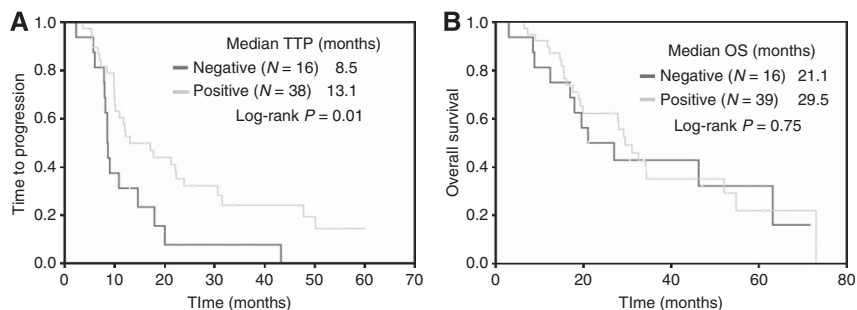 A
Time to progression
1.0
0.8
0.6
0.4
0.2
0.0
Median TTP (months)
Negative (N = 16) 8.5
Positive (N = 38) 13.1
Log-rank P = 0.01
0 10 20 30 40 50 60 70
TIme (months)
B
Overall survival
1.0
0.8
0.6
0.4
0.2
0.0
Median OS (months)
Negative (N = 16) 21.1
Positive (N = 39) 29.5
Log-rank P = 0.75
0 20 40 60 80
TIme (months)